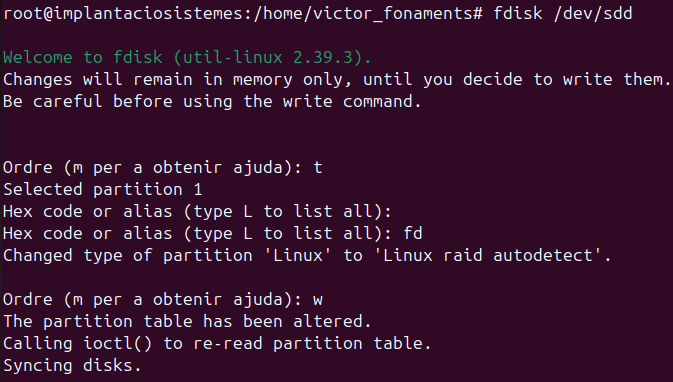 root@implantaciosistemes:/home/victor_fonaments# fdisk /dev/sdd
Welcome to fdisk (util-linux 2.39.3).
Changes will remain in memory only, until you decide to write them.
Be careful before using the write command.
Ordre (m per a obtenir ajuda): t
Selected partition 1
Hex code or alias (type L to list all):
Hex code or alias (type L to list all): fd
Changed type of partition 'Linux' to 'Linux raid autodetect'.
Ordre (m per a obtenir ajuda): w
The partition table has been altered.
Calling ioctl() to re-read partition table.
Syncing disks.